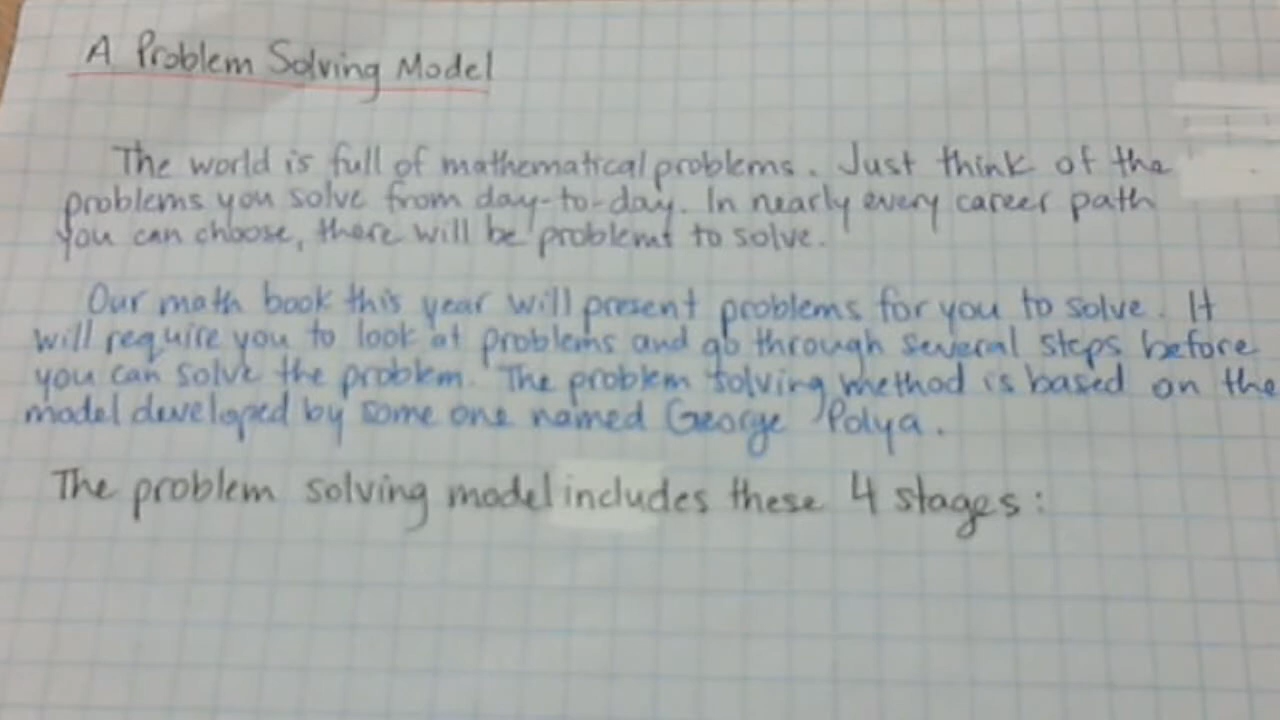 A Problem Solving Model
The world is full of mathematical problems. Just think of the
problems you solve from day-to-day. In nearly every career path
you can choose, there will be problems to solve.
Our math book this year will present problems for you to solve. It
will require you to look at problems and go through several steps before
you can solve the problem. The problem solving method is based on the
model developed by some one named George Polya.
The problem solving model includes these 4 stages: